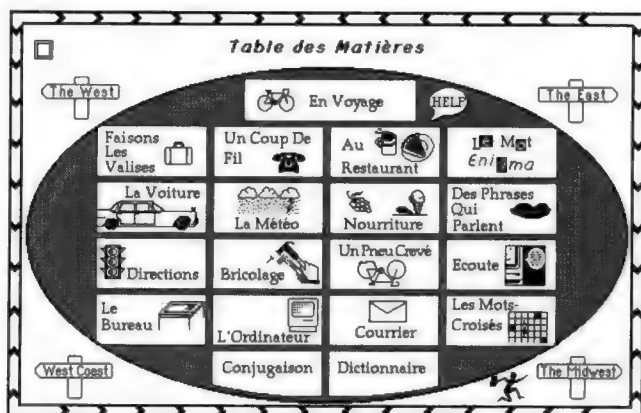 Table des Matières
The West
The East
En Voyage
HELP
Faisons
Les
Valises
Un Coup De
Fil
Au
Restaurant
Le Mot
Enigma
La Voiture
La Météo
Nourriture
Des Phrases
Qui
Parlent
Directions
Bricolage
Un Pneu Crevé
Ecoute
Le
Bureau
L'Ordinateur
Courrier
Les Mots-
Croisés
West Coast
Conjugaison
Dictionnaire
The Midwest